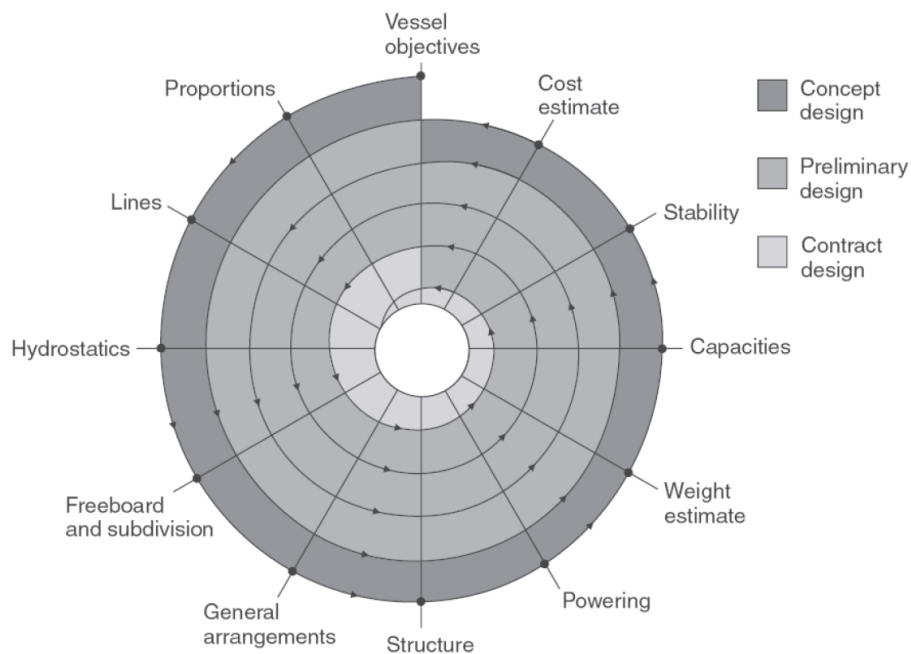 Vessel
objectives
Cost
estimate
Proportions
Concept
design
Preliminary
design
Contract
design
Lines
Stability
Hydrostatics
Capacities
Freeboard
and subdivision
Weight
estimate
General
arrangements
Powering
Structure